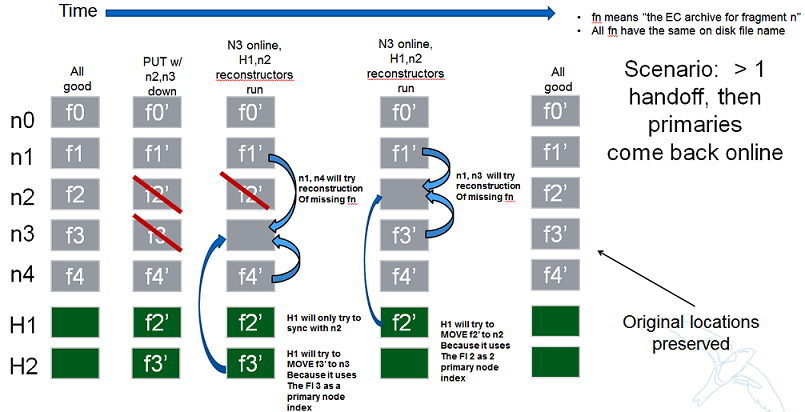 Time
• fn means "the EC archive for fragment n"
• All fn have the same on disk file name
All
good
PUT w/
n2,n3
down
N3 online,
H1,n2
reconstructors
run
N3 online,
H1,n2
reconstructors
run
All
good
Scenario: > 1
handoff, then
primaries
come back online
n0
f0
f0'
f0'
f0'
f0'
n1
f1
f1'
f1'
f1'
f1'
n1, n4 will try
reconstruction
Of missing fn
n1, n3 will try
reconstruction
Of missing fn
n2
f2
f2'
f2'
f2'
n3
f3
f3'
f3'
f3'
n4
f4
f4'
f4'
f4'
f4'
H1
f2'
f2'
H1 will only try to
sync with n2
f2'
H1 will try to
MOVE f2' to n2
Because it uses
The FI 2 as 2
primary node
index
H2
f3'
f3'
H1 will try to
MOVE f3' to n3
Because it uses
The FI 3 as a
primary node
index
Original locations
preserved